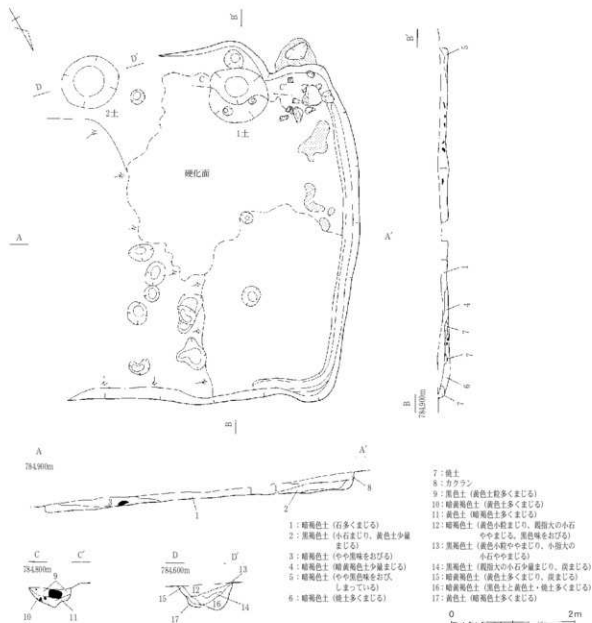 B'
D'
D
2土
C
1土
硬化面
A
A'
B
B'
5
1
1
4
7
7
6
7
B
784.900m
A
A'
784.900m
3
1
2
8
1：暗褐色土（石多くまじる）
2：黒褐色土（小石まじり、黄色土少量
まじる）
3：暗褐色土（やや黒色味をおびる）
4：暗褐色土（暗黄褐色土少量まじる）
5：暗褐色土（やや黒色味をおび、
しまっている）
6：暗褐色土（焼土多くまじる）
7：焼土
8：カクラン
9：黒色土（黄色土粒多くまじる）
10：暗黄褐色土（黄色土多くまじる）
11：黄色土（暗褐色土多くまじる）
12：暗褐色土（黄色小粒まじり、親指大の小石
ややまじる、黒色味をおびる）
13：黒褐色土（黄色小粒ややまじり、小指大の
小石ややまじる）
14：黒褐色土（親指大の小石少量まじり、炭まじる）
15：暗黄褐色土（黄色土多くまじり、炭まじる）
16：暗黄褐色土（黒色土と黄色土・焼土多くまじる）
17：黄色土（暗褐色土多くまじる）
C
C'
784.800m
9
10
11
D
D'
784.600m
13
12
15
16
14
17
0
2m